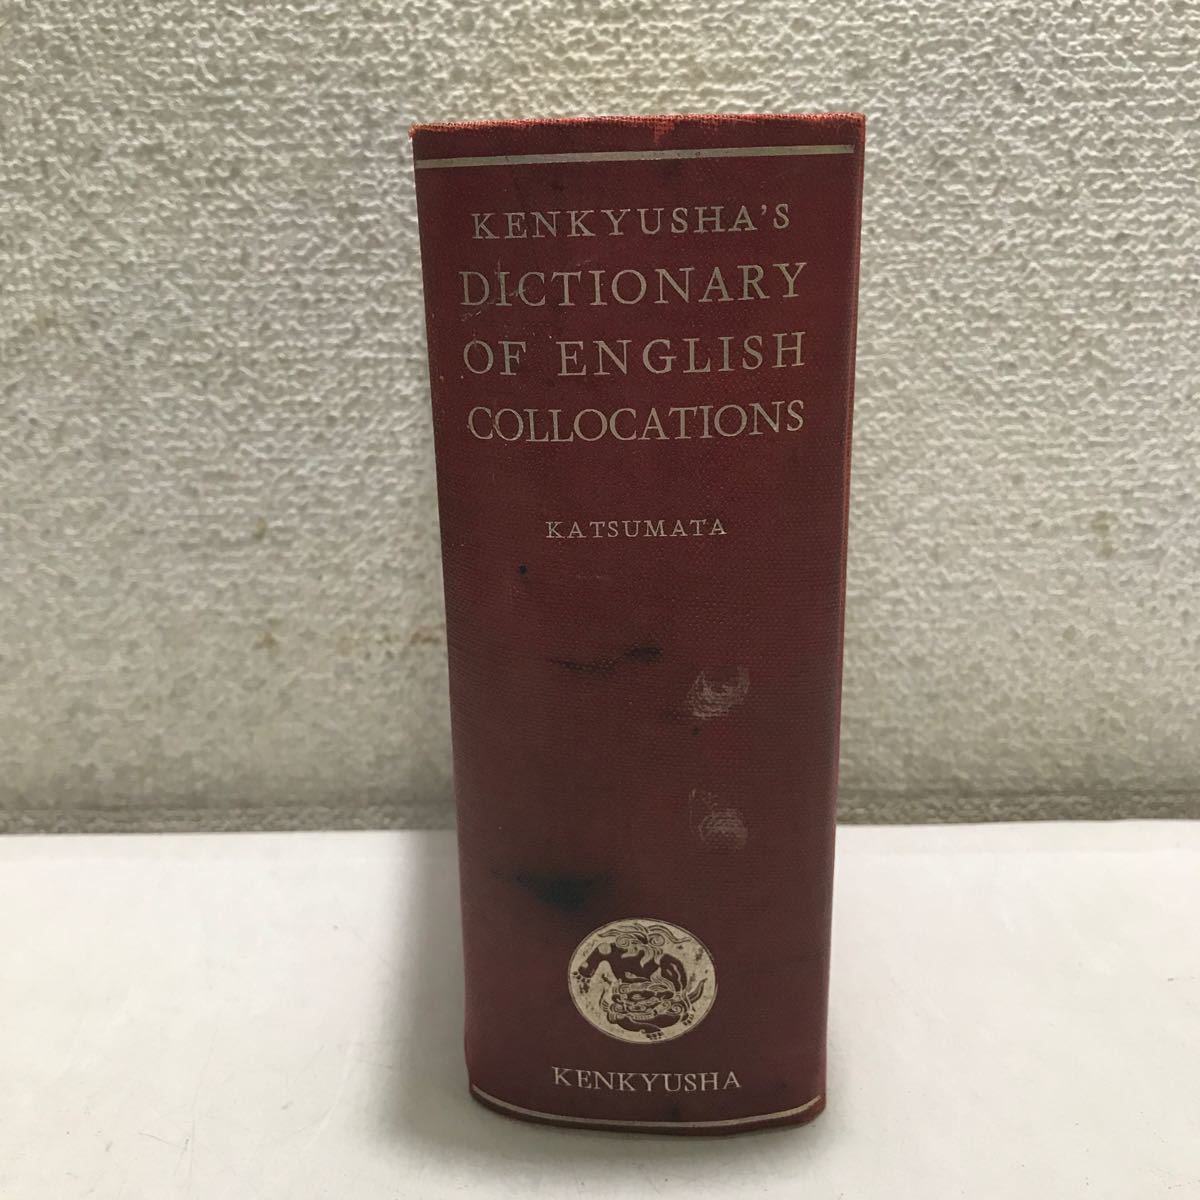 KENKYUSHA'S
DICTIONARY
OF ENGLISH
COLLOCATIONS
KATSUMATA
KENKYUSHA